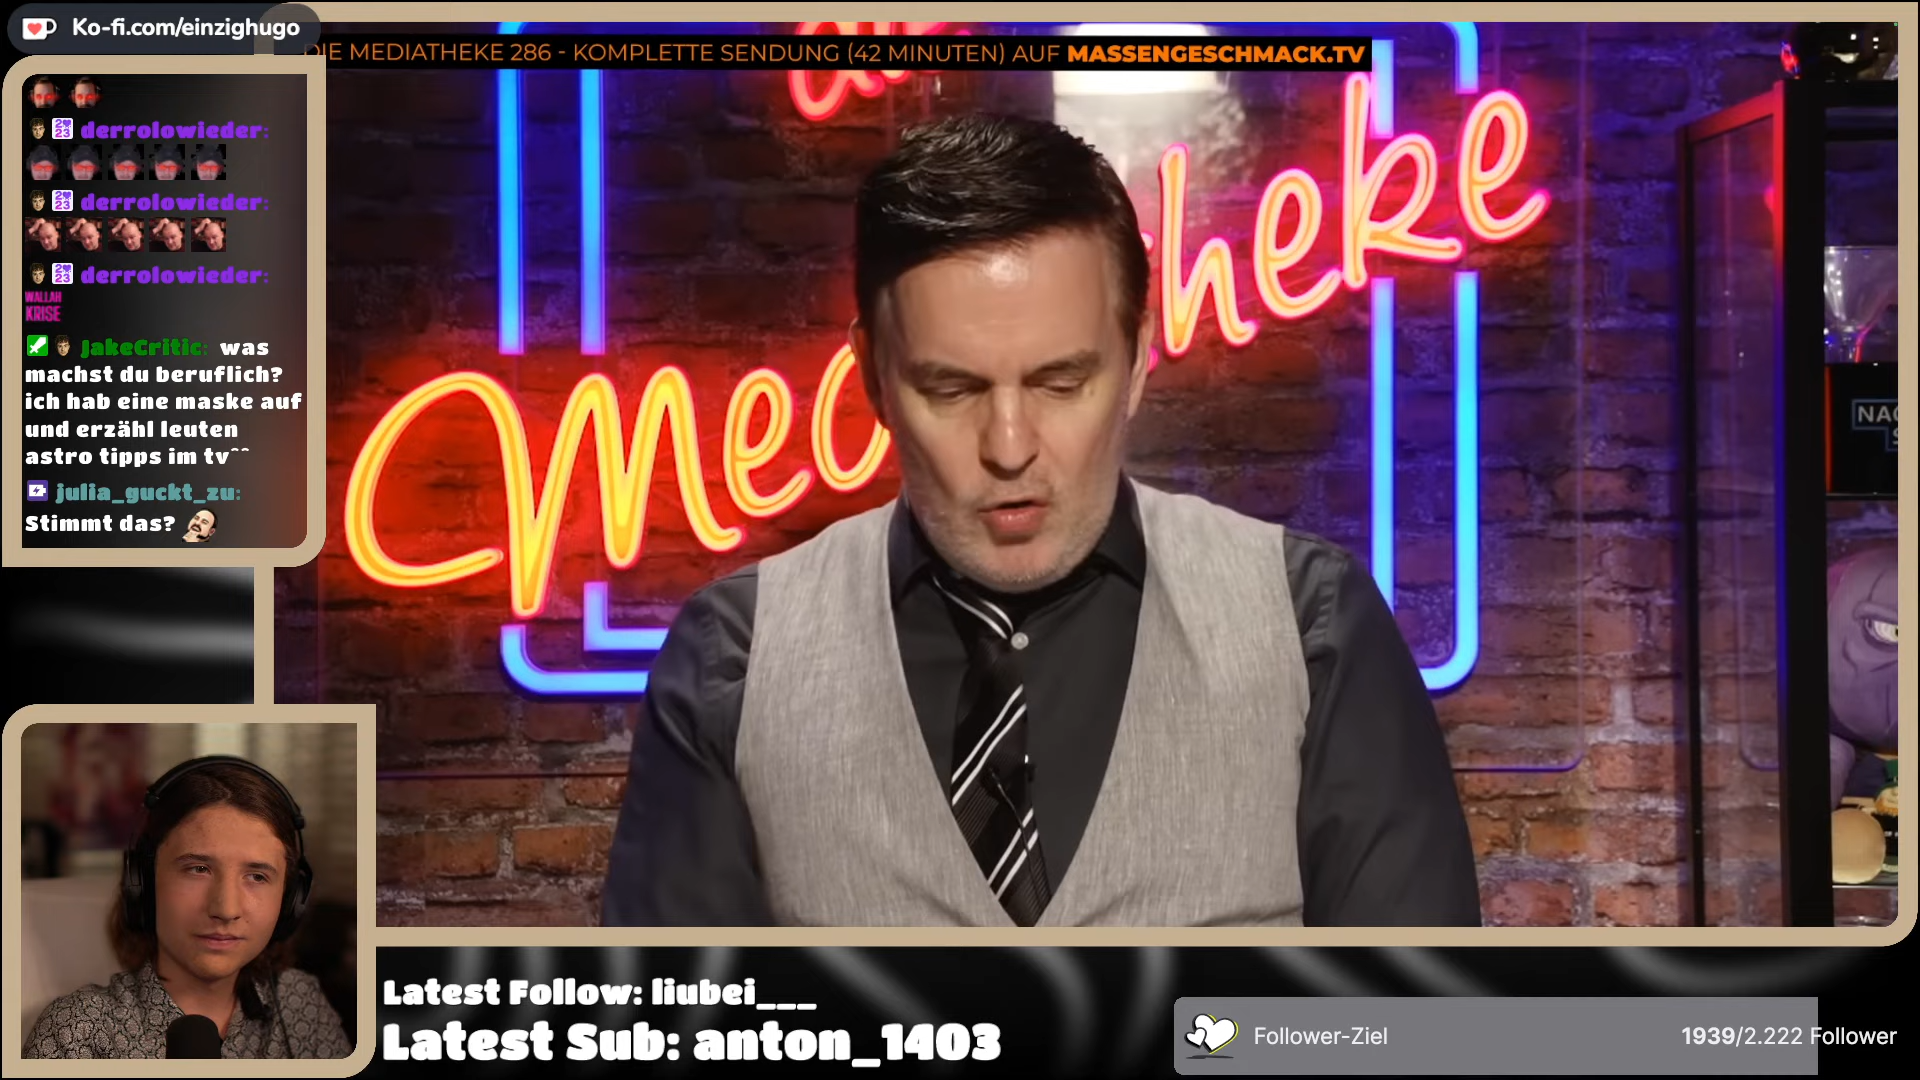 Ko-fi.com/einzighugo
DIE MEDIATHEKE 286 - KOMPLETTE SENDUNG (42 MINUTEN) AUF MASSENGESCHMACK.TV
die
Mediatheke
derrolowieder:
derrolowieder:
derrolowieder:
WALLAH
KRISE
JakeCritic: was
machst du beruflich?
ich hab eine maske auf
und erzähl leuten
astro tipps im tv^^
julia_guckt_zu:
Stimmt das?
Latest Follow: liubei___
Latest Sub: anton_1403
Follower-Ziel
1939/2.222 Follower